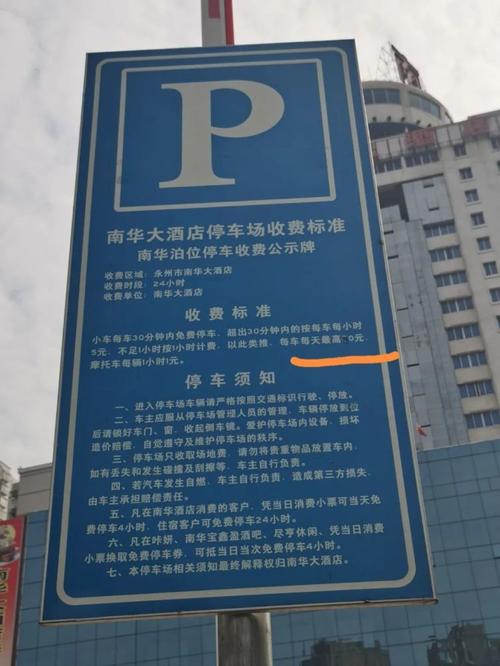 P
南华大酒店停车场收费标准
南华泊位停车收费公示牌
收费区域：永州市南华大酒店
收费时段：24小时
收费单位：南华大酒店
收费标准
小车每车30分钟内免费停车，超出30分钟内的按每车每小时
5元，不足1小时按1小时计费，以此类推，每车每天最高 0元，
摩托车每辆1小时1元。
停车须知
一、进入停车场车辆请严格按照交通标识行驶、停放。
二、车主应服从停车场管理人员的管理，车辆停放到位
后请锁好车门、窗，收起倒车镜。爱护停车场内设备，损坏
造价赔偿，自觉遵守及维护停车场的秩序。
三、停车场只收取场地费，请勿将贵重物品放置车内，
如有丢失和发生碰撞及刮擦等，车主自行负责。
四、若汽车发生自燃，车主自行负责，造成第三方损失，
由车主承担赔偿责任。
五、凡在南华酒店消费的客户，凭当日消费小票可当天免
费停车4小时，住宿客户可免费停车24小时。
六、凡在咔妍、南华宝鑫盈酒吧、尽亨休闲、凭当日消费
小票换取免费停车券，可抵当日当次免费停车4小时。
七、本停车场相关须知最终解释权归南华大酒店。